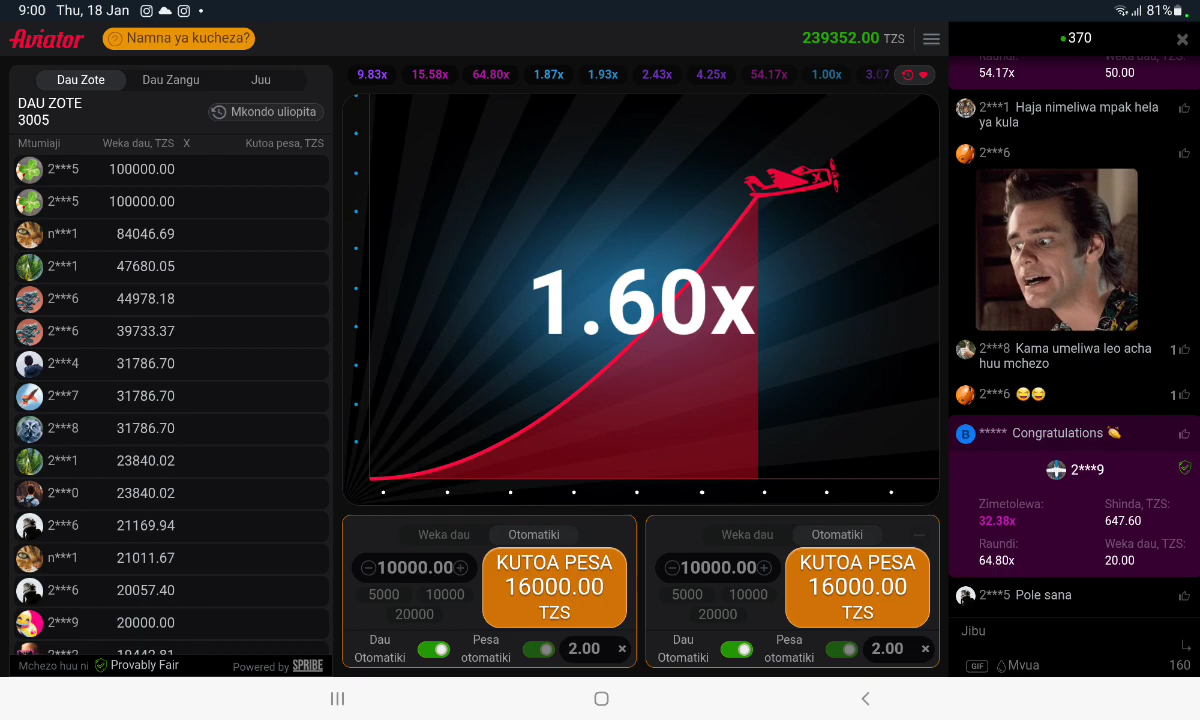 9:00 Thu, 18 Jan
81%
Aviator
Namna ya kucheza?
239352.00 TZS
370
Dau Zote
Dau Zangu
Juu
DAU ZOTE
3005
Mkondo uliopita
Mtumiaji
Weka dau, TZS
X
Kutoa pesa, TZS
2***5 100000.00
2***5 100000.00
n***1 84046.69
2***1 47680.05
2***6 44978.18
2***6 39733.37
2***4 31786.70
2***7 31786.70
2***8 31786.70
2***1 23840.02
2***0 23840.02
2***6 21169.94
n***1 21011.67
2***6 20057.40
2***9 20000.00
Mchezo huu ni
Provably Fair
Powered by SPRIBE
9.83x
15.58x
64.80x
1.87x
1.93x
2.43x
4.25x
54.17x
1.00x
3.07
1.60x
Weka dau
Otomatiki
10000.00
5000
10000
20000
KUTOA PESA
16000.00
TZS
Dau
Otomatiki
Pesa
otomatiki
2.00
Weka dau
Otomatiki
10000.00
5000
10000
20000
KUTOA PESA
16000.00
TZS
Dau
Otomatiki
Pesa
otomatiki
2.00
Raundi:
Weka dau, TZS:
54.17x
50.00
2***1 Haja nimeliwa mpak hela
ya kula
2***6
2***8 Kama umeliwa leo acha
huu mchezo
1
2***6 😂😂
1
B ***** Congratulations 👏
2***9
Zimetolewa:
Shinda, TZS:
32.38x
647.60
Raundi:
Weka dau, TZS:
64.80x
20.00
2***5 Pole sana
Jibu
GIF
Mvua
160